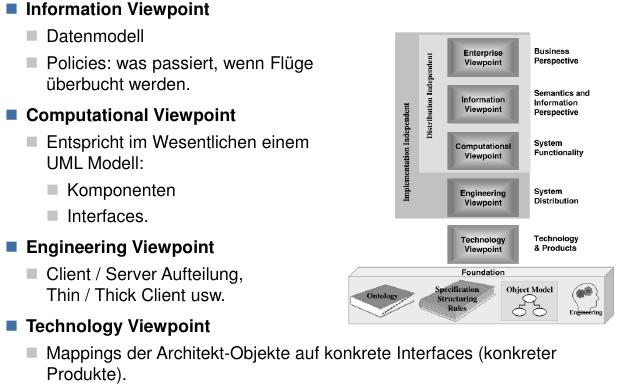 Information Viewpoint
Datenmodell
Policies: was passiert, wenn Flüge
überbucht werden.
Computational Viewpoint
Entspricht im Wesentlichen einem
UML Modell:
Komponenten
Interfaces.
Engineering Viewpoint
Client / Server Aufteilung,
Thin / Thick Client usw.
Technology Viewpoint
Mappings der Architekt-Objekte auf konkrete Interfaces (konkreter
Produkte).
Implementation Independent
Distribution Independent
Enterprise
Viewpoint
Business
Perspective
Information
Viewpoint
Semantics and
Information
Perspective
Computational
Viewpoint
System
Functionality
Engineering
Viewpoint
System
Distribution
Technology
Viewpoint
Technology
& Products
Foundation
Ontology
Specification
Structuring
Rules
Object Model
Engineering